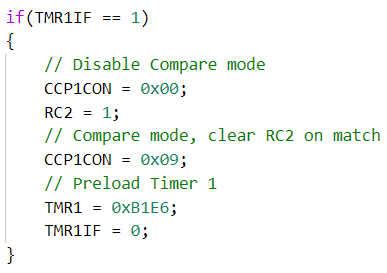 if(TMR1IF == 1)
{
// Disable Compare mode
CCP1CON = 0x00;
RC2 = 1;
// Compare mode, clear RC2 on match
CCP1CON = 0x09;
// Preload Timer 1
TMR1 = 0xB1E6;
TMR1IF = 0;
}